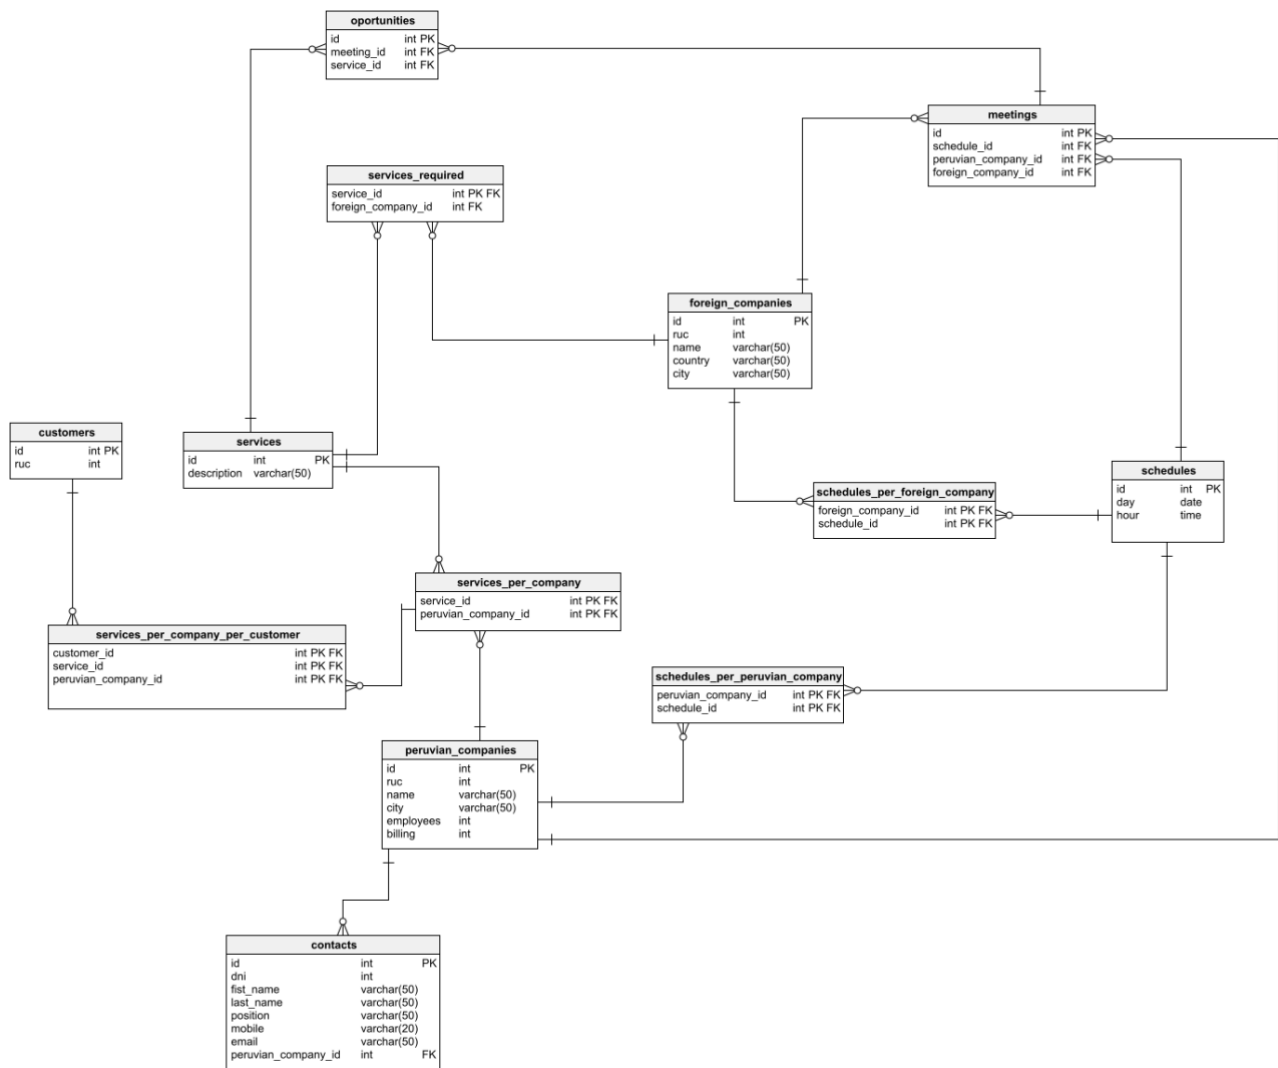 oportunities
id int PK
meeting_id int FK
service_id int FK
meetings
id int PK
schedule_id int FK
peruvian_company_id int FK
foreign_company_id int FK
services_required
service_id int PK FK
foreign_company_id int FK
foreign_companies
id int PK
ruc int
name varchar(50)
country varchar(50)
city varchar(50)
customers
id int PK
ruc int
services
id int PK
description varchar(50)
schedules
id int PK
day date
hour time
schedules_per_foreign_company
foreign_company_id int PK FK
schedule_id int PK FK
services_per_company
service_id int PK FK
peruvian_company_id int PK FK
services_per_company_per_customer
customer_id int PK FK
service_id int PK FK
peruvian_company_id int PK FK
schedules_per_peruvian_company
peruvian_company_id int PK FK
schedule_id int PK FK
peruvian_companies
id int PK
ruc int
name varchar(50)
city varchar(50)
employees int
billing int
contacts
id int PK
dni int
fist_name varchar(50)
last_name varchar(50)
position varchar(50)
mobile varchar(20)
email varchar(50)
peruvian_company_id int FK